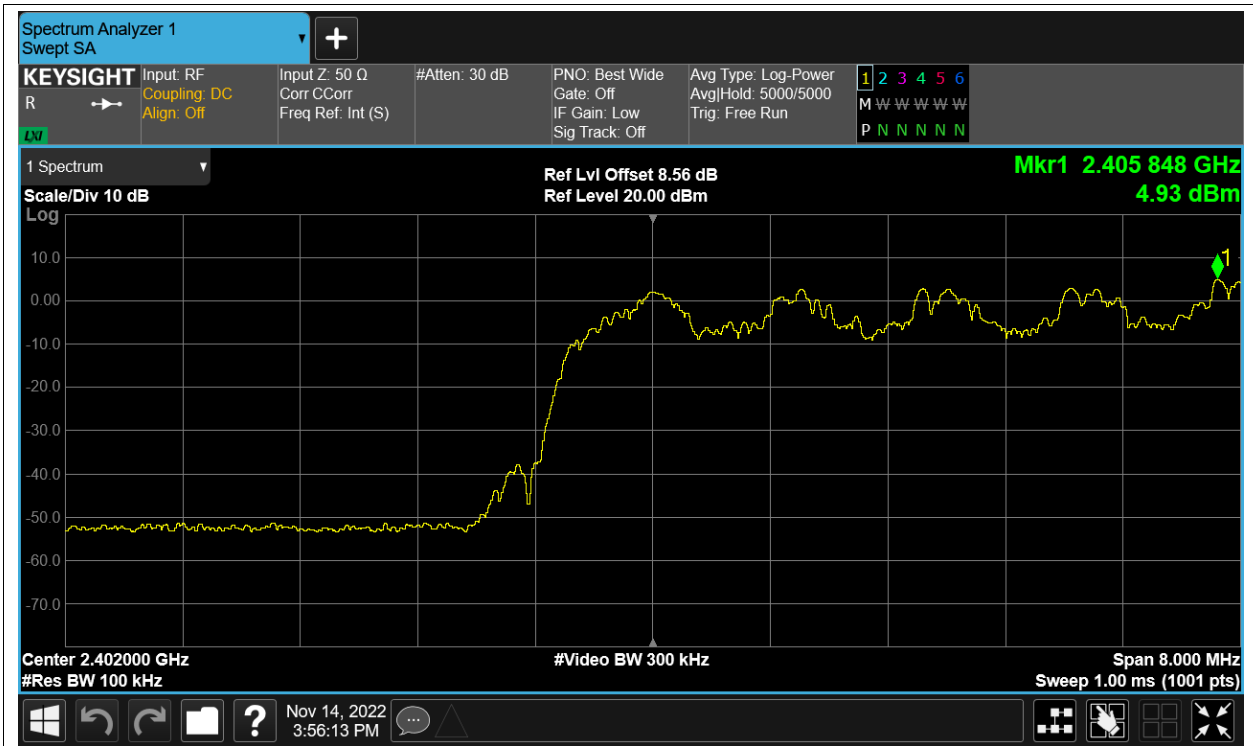 Spectrum Analyzer 1
Swept SA
KEYSIGHT
R
LXI
Input: RF
Coupling: DC
Align: Off
Input Z: 50 Ω
Corr CCorr
Freq Ref: Int (S)
#Atten: 30 dB
PNO: Best Wide
Gate: Off
IF Gain: Low
Sig Track: Off
Avg Type: Log-Power
Avg|Hold: 5000/5000
Trig: Free Run
1 2 3 4 5 6
M W W W W W
P N N N N N
1 Spectrum
Scale/Div 10 dB
Log
Ref Lvl Offset 8.56 dB
Ref Level 20.00 dBm
Mkr1 2.405 848 GHz
4.93 dBm
1
10.0
0.00
-10.0
-20.0
-30.0
-40.0
-50.0
-60.0
-70.0
Center 2.402000 GHz
#Res BW 100 kHz
#Video BW 300 kHz
Span 8.000 MHz
Sweep 1.00 ms (1001 pts)
?
Nov 14, 2022
3:56:13 PM